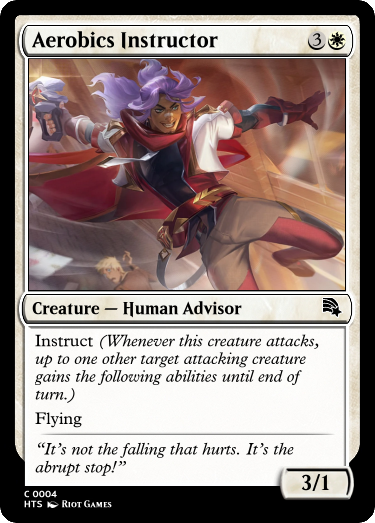 Aerobics Instructor 3
Creature — Human Advisor
Instruct (Whenever this creature attacks,
up to one other target attacking creature
gains the following abilities until end of
turn.)
Flying
“It’s not the falling that hurts. It’s the
abrupt stop!”
3/1
C 0004
HTS Riot Games